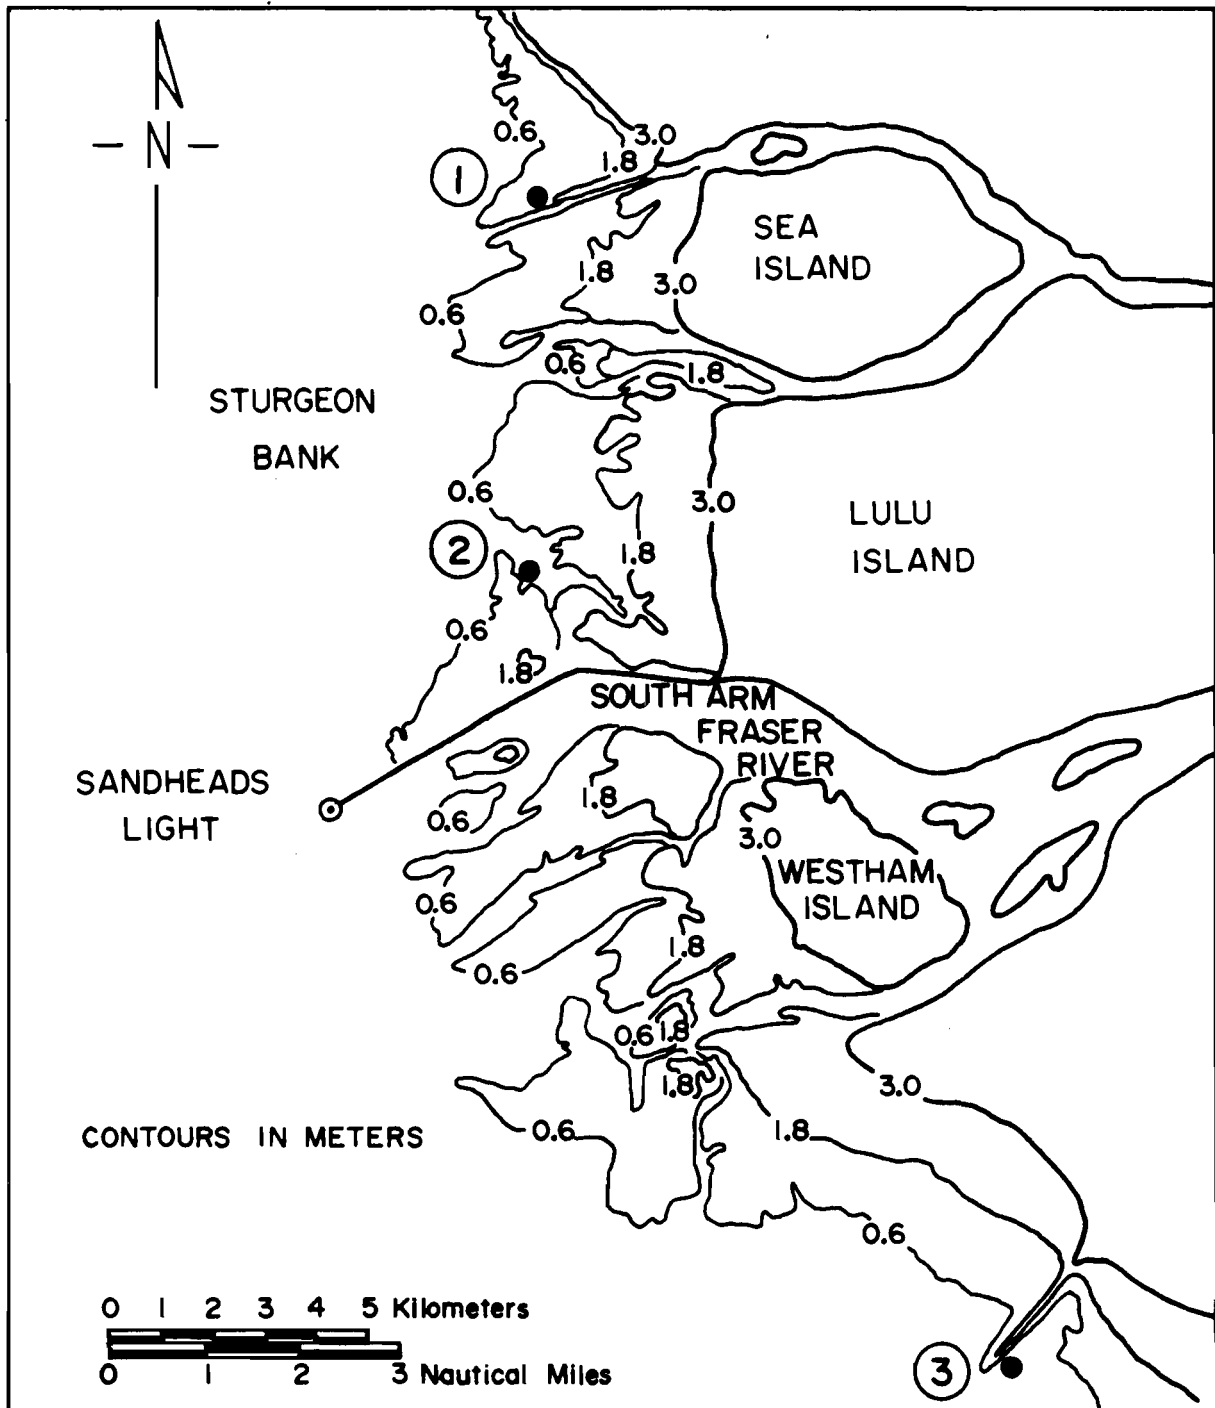 N
0.6
3.0
1.8
1
SEA
ISLAND
1.8
3.0
0.6
0.6
1.8
STURGEON
BANK
0.6
3.0
LULU
ISLAND
2
1.8
0.6
1.8
SOUTH ARM
FRASER
RIVER
SANDHEADS
LIGHT
1.8
0.6
3.0
WESTHAM
ISLAND
0.6
1.8
0.6
0.6 1.8
1.8
3.0
CONTOURS IN METERS
0.6
1.8
0.6
0 1 2 3 4 5 Kilometers
0 1 2 3 Nautical Miles
3